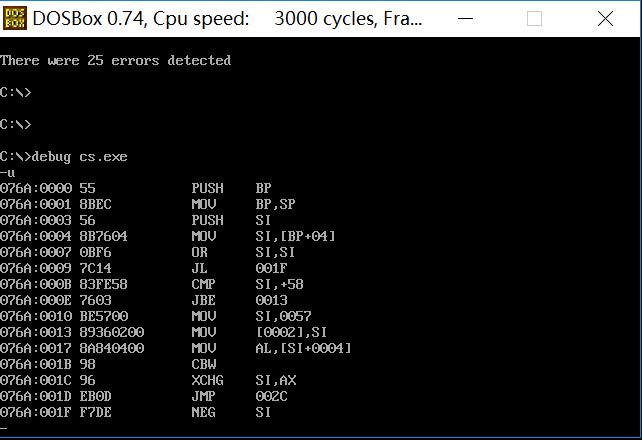 DOS BOX DOSBox 0.74, Cpu speed: 3000 cycles, Fra...
There were 25 errors detected
C:\>
C:\>
C:\>debug cs.exe
-u
076A:0000 55 PUSH BP
076A:0001 8BEC MOV BP,SP
076A:0003 56 PUSH SI
076A:0004 8B7604 MOV SI,[BP+04]
076A:0007 0BF6 OR SI,SI
076A:0009 7C14 JL 001F
076A:000B 83FE58 CMP SI,+58
076A:000E 7603 JBE 0013
076A:0010 BE5700 MOV SI,0057
076A:0013 89360200 MOV [0002],SI
076A:0017 8A840400 MOV AL,[SI+0004]
076A:001B 98 CBW
076A:001C 96 XCHG SI,AX
076A:001D EB0D JMP 002C
076A:001F F7DE NEG SI
-